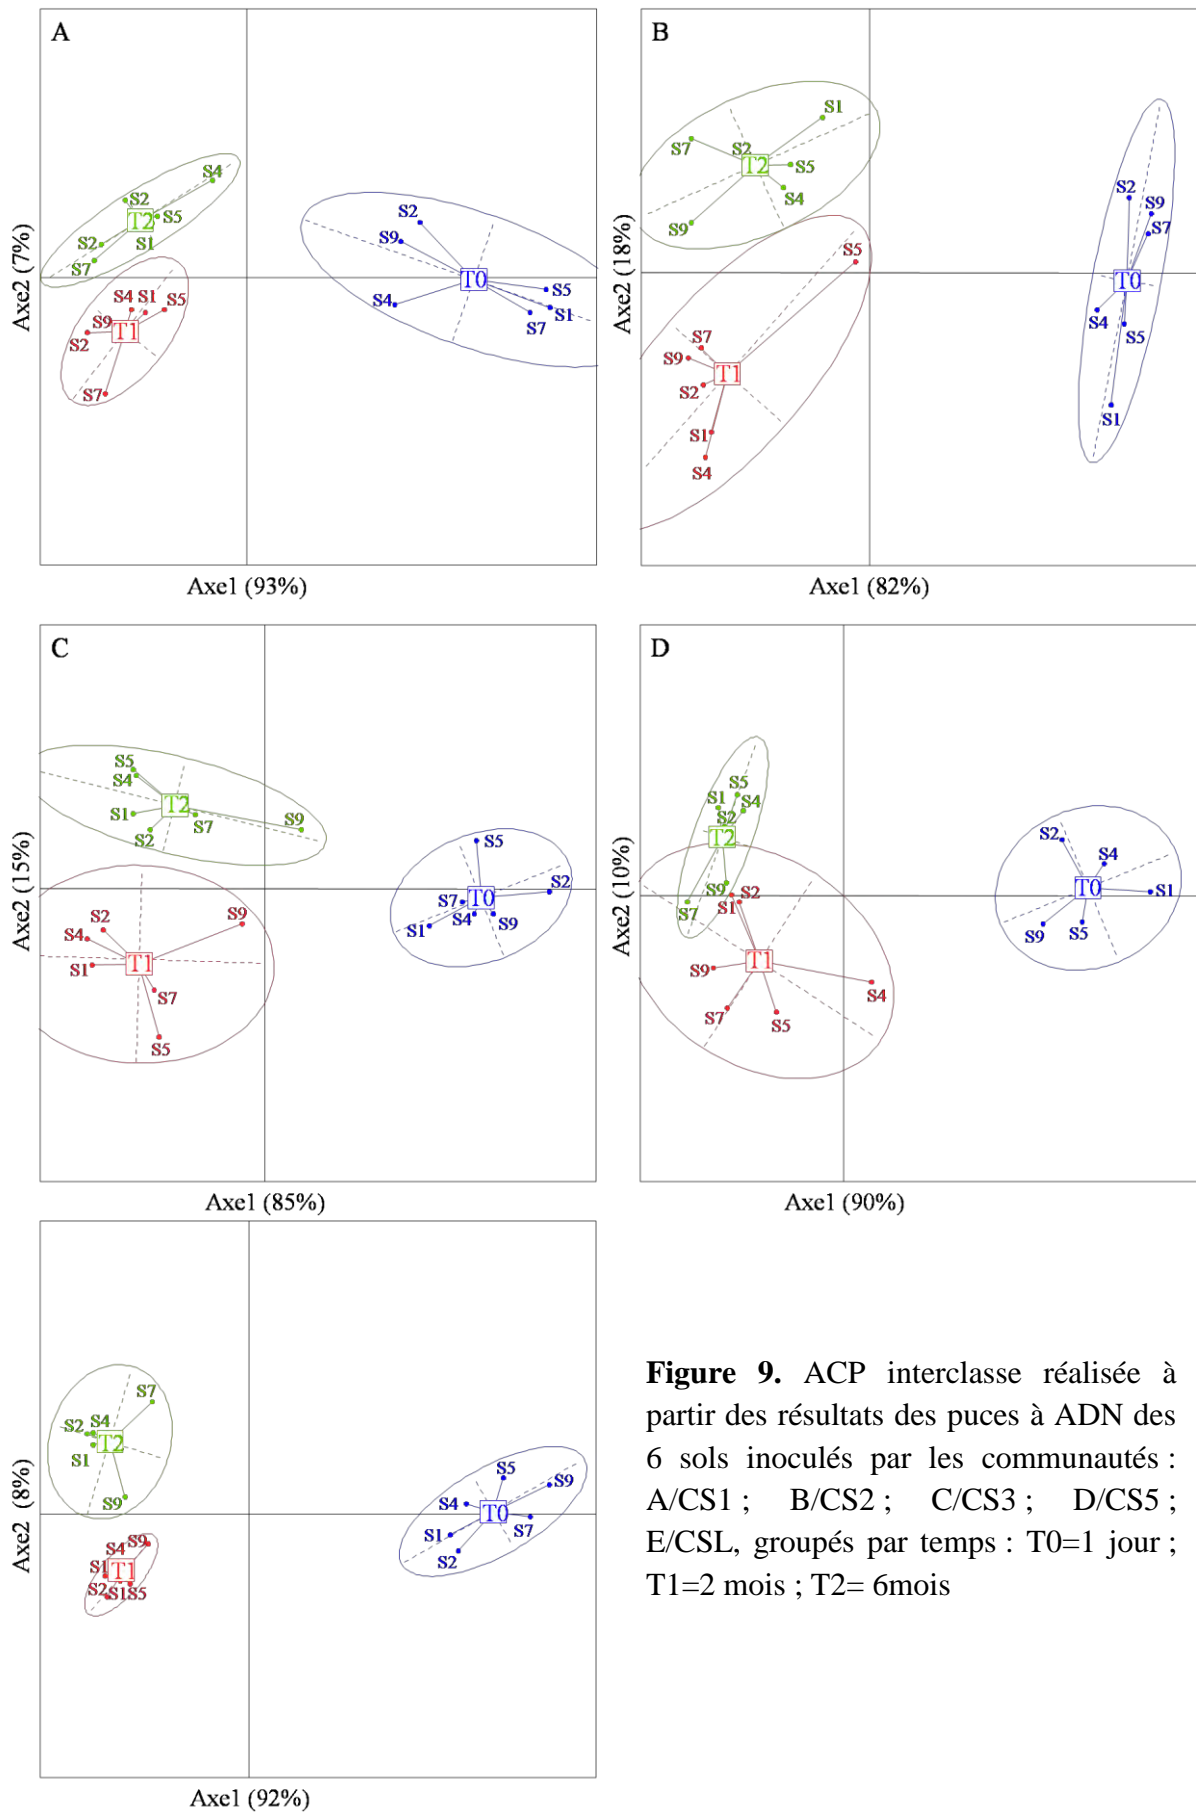 A
S4
S2
T2
S5
S2
S1
S7
S4
S1
S5
S9
T1
S2
S7
S2
S9
T0
S4
S5
S1
S7
Axe2 (7%)
Axe1 (93%)
B
S1
S7
S2
T2
S5
S4
S9
S5
S7
S9
T1
S2
S1
S4
S2
S9
S7
T0
S4
S5
S1
Axe2 (18%)
Axe1 (82%)
C
S5
S4
T2
S1
S7
S9
S2
S2
S9
S4
T1
S1
S7
S5
S5
S2
T0
S7
S4
S9
S1
Axe2 (15%)
Axe1 (85%)
D
S5
S1
S4
S2
T2
S9
S7
S2
S1
T1
S9
S4
S7
S5
S2
S4
T0
S1
S9
S5
Axe2 (10%)
Axe1 (90%)
S7
S2
S4
T2
S1
S9
S4
S9
S1
T1
S2
S1
S5
S5
S9
S4
T0
S7
S1
S2
Axe2 (8%)
Axe1 (92%)
Figure 9. ACP interclasse réalisée à
partir des résultats des puces à ADN des
6 sols inoculés par les communautés :
A/CS1 ; B/CS2 ; C/CS3 ; D/CS5 ;
E/CSL, groupés par temps : T0=1 jour ;
T1=2 mois ; T2= 6mois